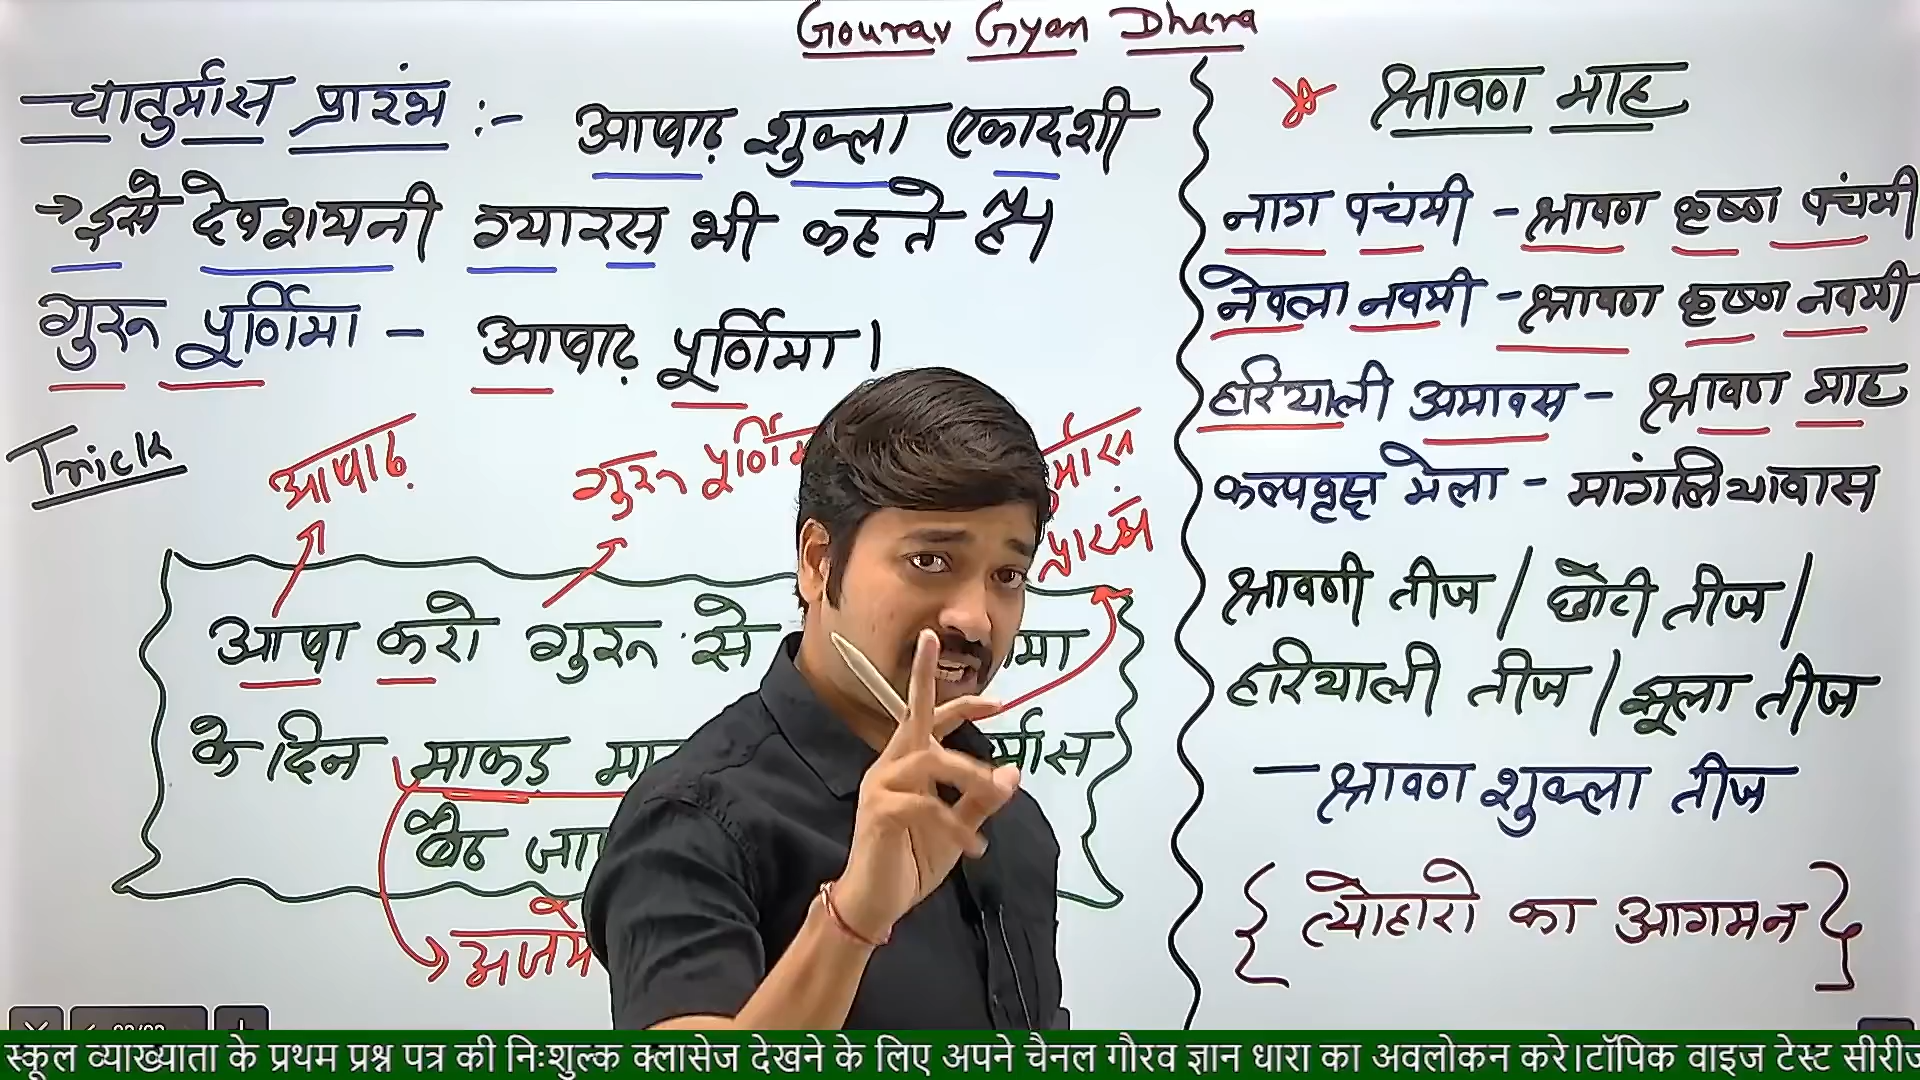 Gourav Gyan Dhara
चातुर्मास प्रारंभ :- आषाढ़ शुक्ला एकादशी
→ इसे देवशयनी ग्यारस भी कहते है।
गुरू पूर्णिमा - आषाढ़ पूर्णिमा।
Trick
आषाढ़
गुरू पूर्णिम
र्मास
प्रारंभ
आषा करो गुरू से मा
के दिन माकड़ मा र्मास
बैठ जा
अजमे
श्रावण माह
नाग पंचमी - श्रावण कृष्ण पंचमी
नेवला नवमी - श्रावण कृष्ण नवमी
हरियाली अमावस - श्रावण माह
कल्पवृक्ष मेला - मांगलियावास
श्रावणी तीज / छोटी तीज /
हरियाली तीज / झूला तीज
- श्रावण शुक्ला तीज
{ त्योहारो का आगमन }
स्कूल व्याख्याता के प्रथम प्रश्न पत्र की निःशुल्क क्लासेज देखने के लिए अपने चैनल गौरव ज्ञान धारा का अवलोकन करे।टॉपिक वाइज टेस्ट सीरीज